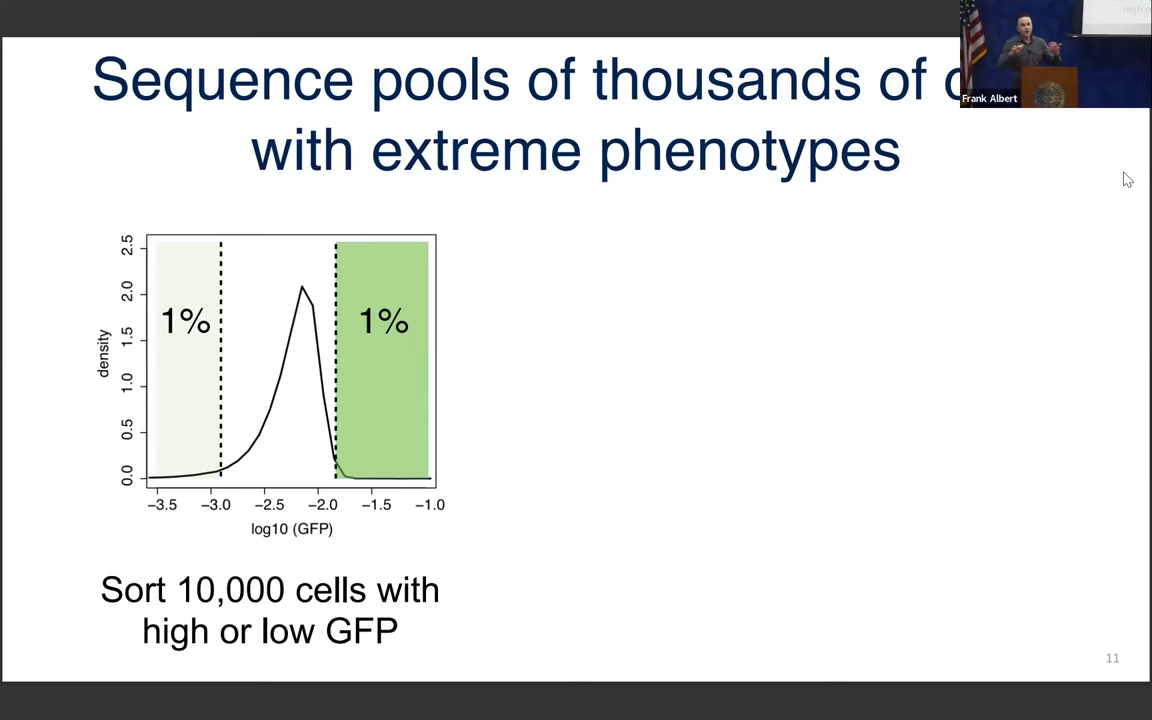 Sequence pools of thousands of
with extreme phenotypes
Frank Albert
2.5
2.0
1.5
1.0
0.5
0.0
density
1%
1%
−3.5 −3.0 −2.5 −2.0 −1.5 −1.0
log10 (GFP)
Sort 10,000 cells with
high or low GFP
11